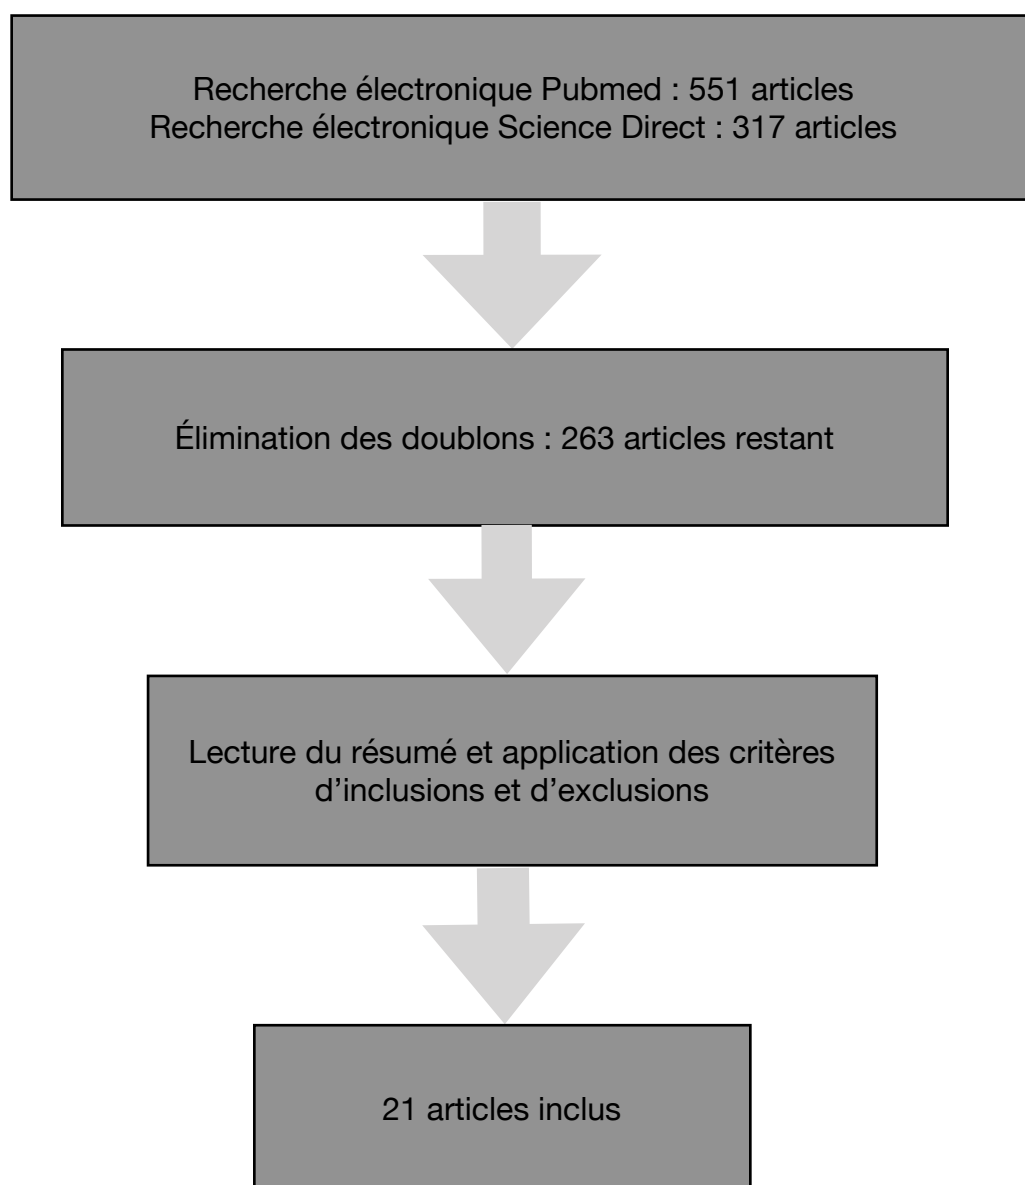 Recherche électronique Pubmed : 551 articles
Recherche électronique Science Direct : 317 articles
Élimination des doublons : 263 articles restant
Lecture du résumé et application des critères
d’inclusions et d’exclusions
21 articles inclus